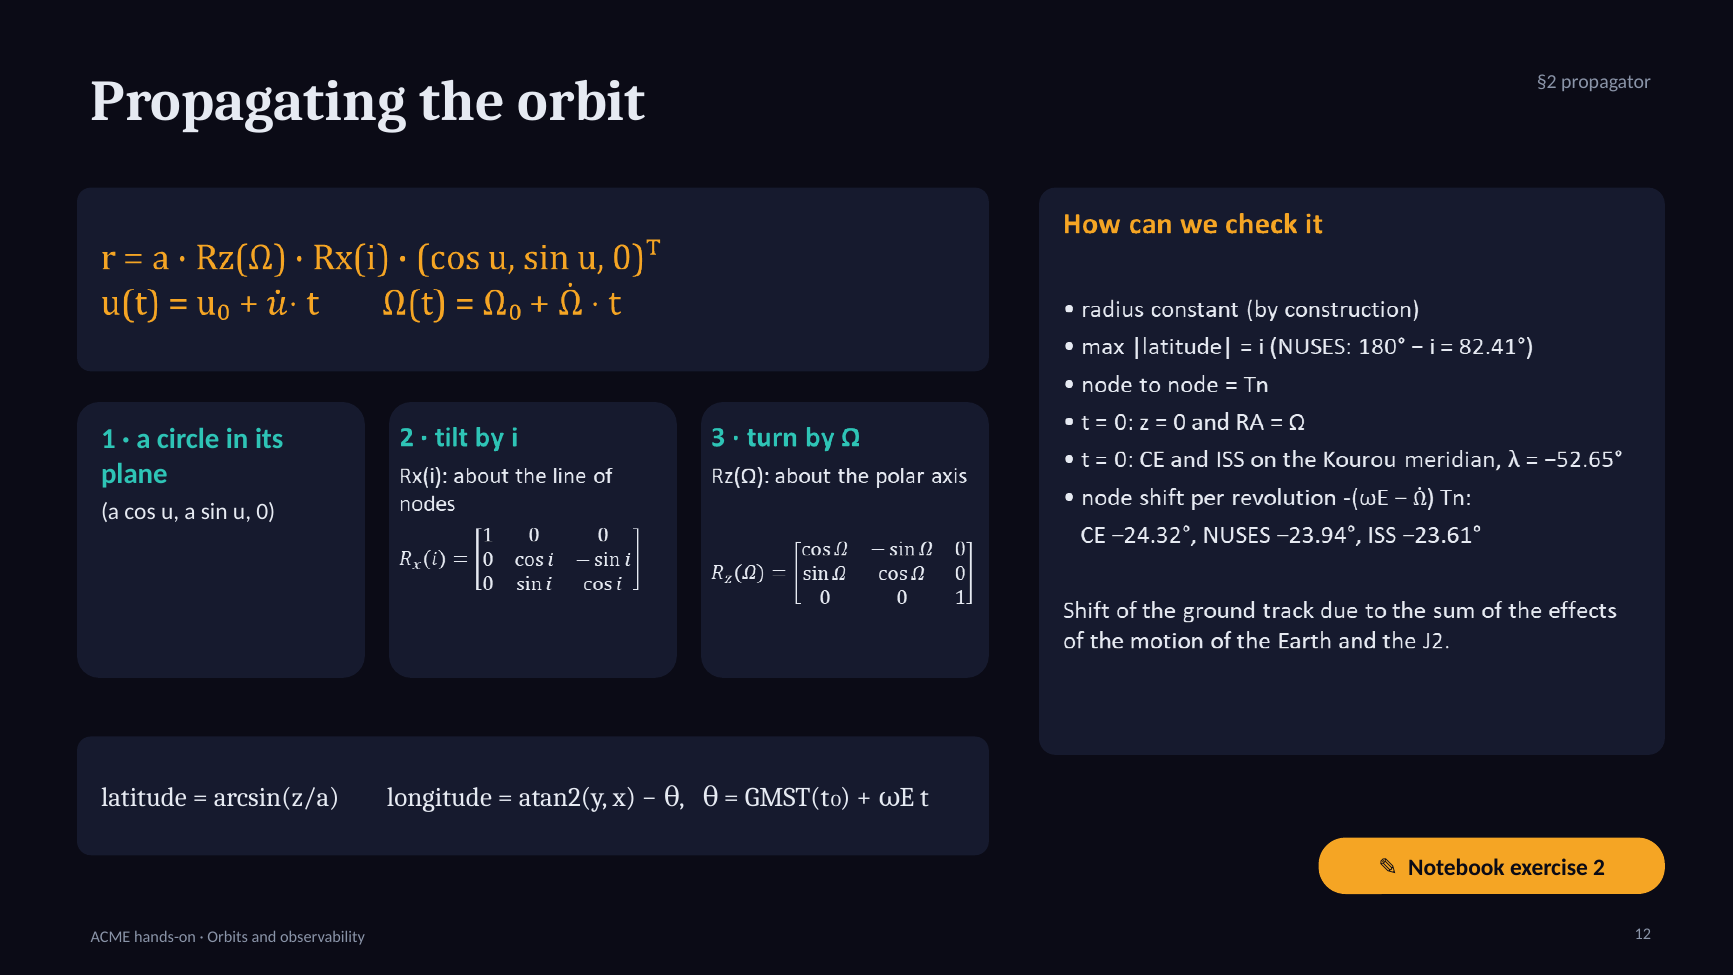 Propagating the orbit
§2 propagator
r = a · Rz(Ω) · Rx(i) · (cos u, sin u, 0)ᵀ
u(t) = u₀ + u̇ · t Ω(t) = Ω₀ + Ω̇ · t
1 · a circle in its
plane
(a cos u, a sin u, 0)
2 · tilt by i
Rx(i): about the line of
nodes
Rₓ(i) = [1 0 0
0 cos i − sin i
0 sin i cos i]
3 · turn by Ω
Rz(Ω): about the polar axis
R_z(Ω) = [cos Ω − sin Ω 0
sin Ω cos Ω 0
0 0 1]
latitude = arcsin(z/a) longitude = atan2(y, x) − θ, θ = GMST(t₀) + ωE t
How can we check it
• radius constant (by construction)
• max |latitude| = i (NUSES: 180° − i = 82.41°)
• node to node = Tn
• t = 0: z = 0 and RA = Ω
• t = 0: CE and ISS on the Kourou meridian, λ = −52.65°
• node shift per revolution -(ωE − Ω̇) Tn:
CE −24.32°, NUSES −23.94°, ISS −23.61°
Shift of the ground track due to the sum of the effects
of the motion of the Earth and the J2.
✎ Notebook exercise 2
ACME hands-on · Orbits and observability
12